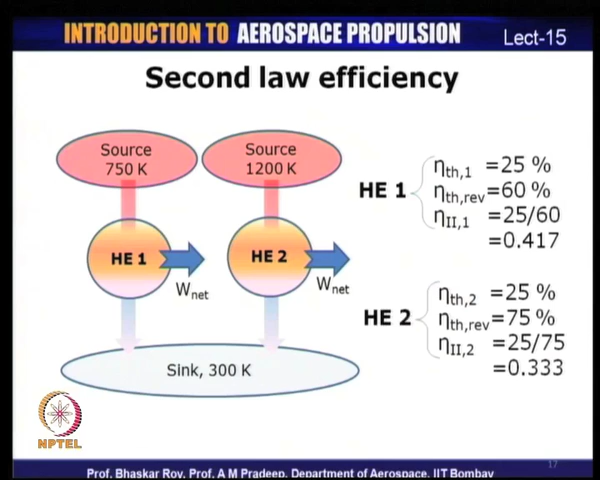 INTRODUCTION TO AEROSPACE PROPULSION
Lect-15
Second law efficiency
Source
750 K
Source
1200 K
HE 1
HE 2
Wnet
Wnet
Sink, 300 K
HE 1
ηth,1 =25 %
ηth,rev=60 %
ηII,1 =25/60
=0.417
HE 2
ηth,2 =25 %
ηth,rev=75 %
ηII,2 =25/75
=0.333
NPTEL
17
Prof. Bhaskar Roy, Prof. A M Pradeep, Department of Aerospace, IIT Bombay